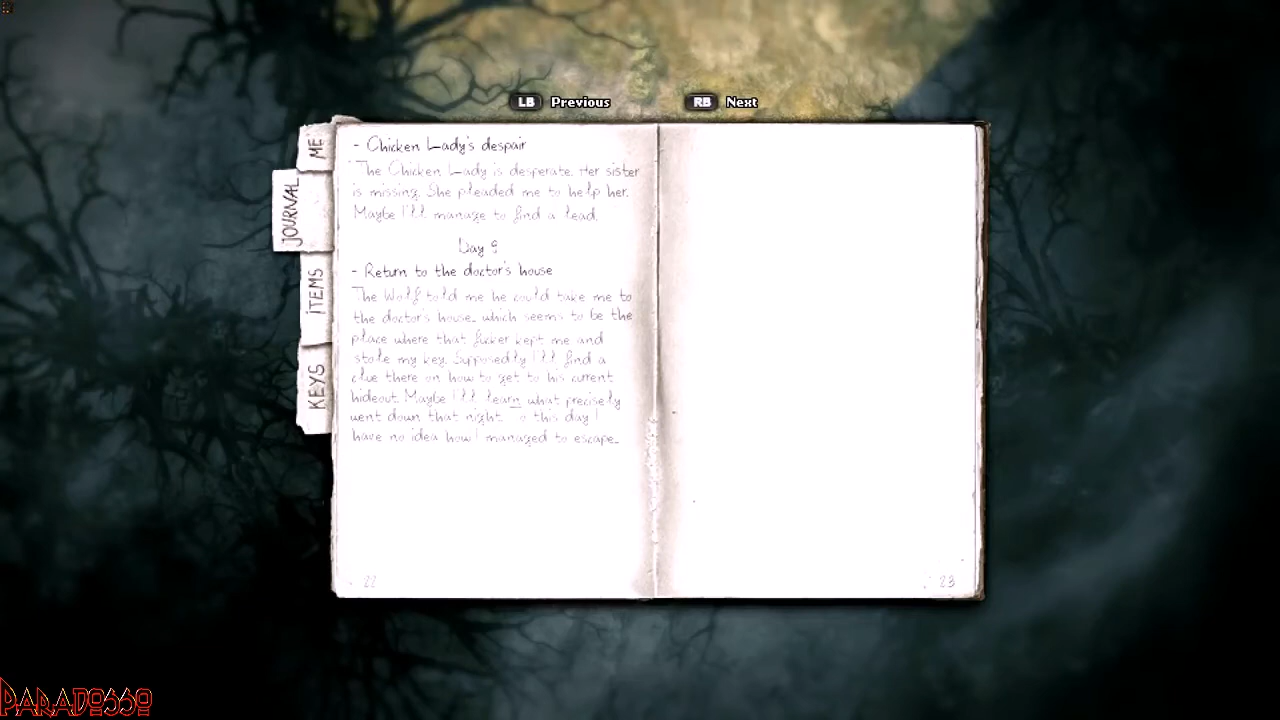 LB Previous RB Next
ME
JOURNAL
ITEMS
KEYS
- Chicken Lady's despair
The Chicken Lady is desperate. Her sister
is missing. She pleaded me to help her.
Maybe I'll manage to find a lead.
Day 9
- Return to the doctor's house
The Wolf told me he could take me to
the doctor's house, which seems to be the
place where that fucker kept me and
stole my key. Supposedly I'll find a
clue there on how to get to his current
hideout. Maybe I'll learn what precisely
went down that night. To this day I
have no idea how I managed to escape.
22
23
PARADOSSO